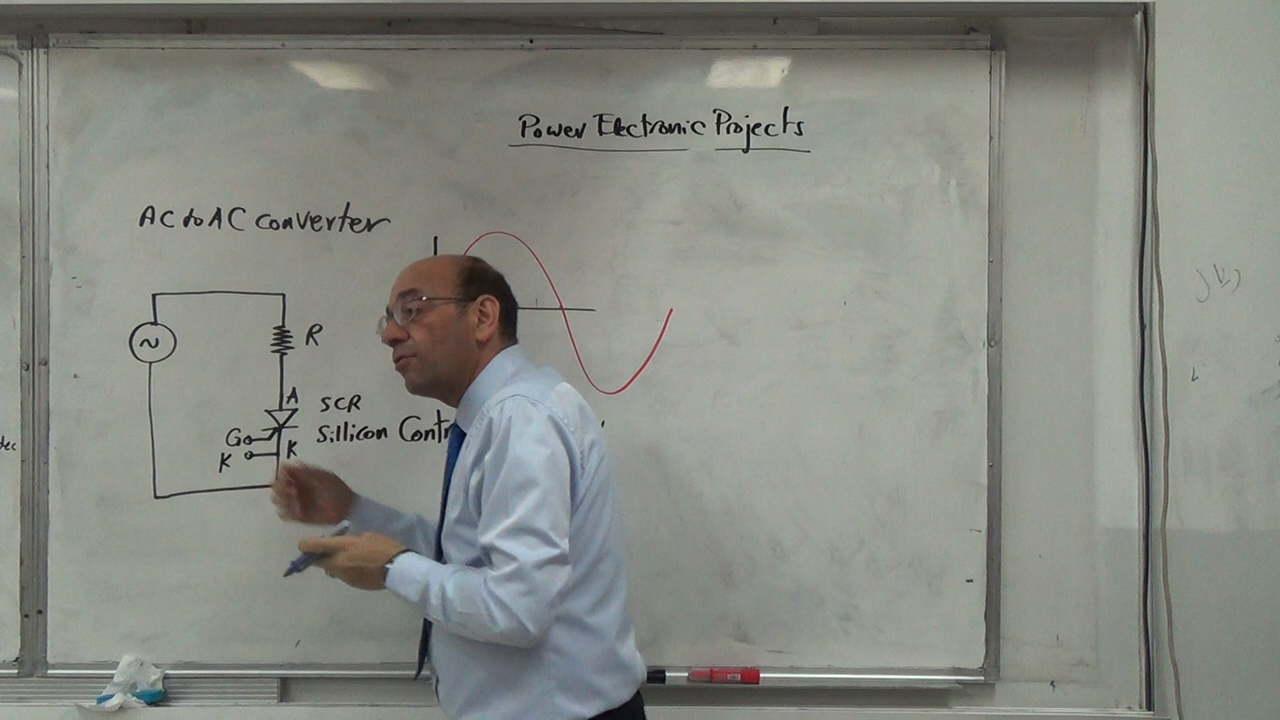 Power Electronic Projects
AC to AC converter
~
R
A
SCR
Sillicon Contr
G
K
K